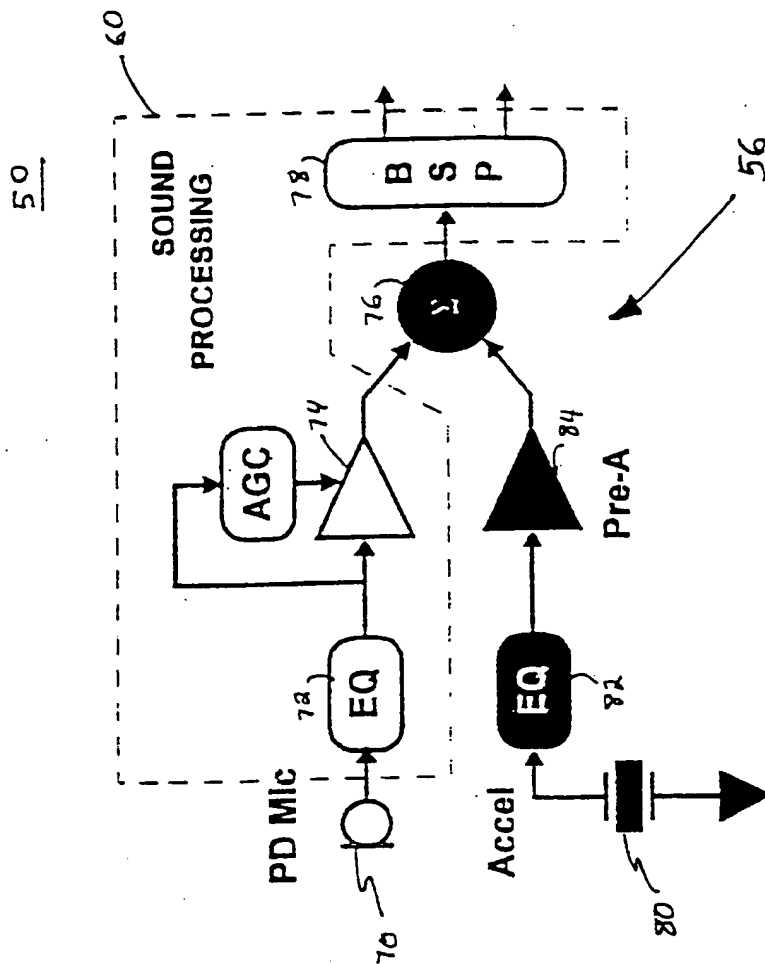 50
60
SOUND
PROCESSING
78
BSP
76
Σ
74
AGC
72
EQ
PD Mic
70
56
84
Pre-A
EQ
82
Accel
80